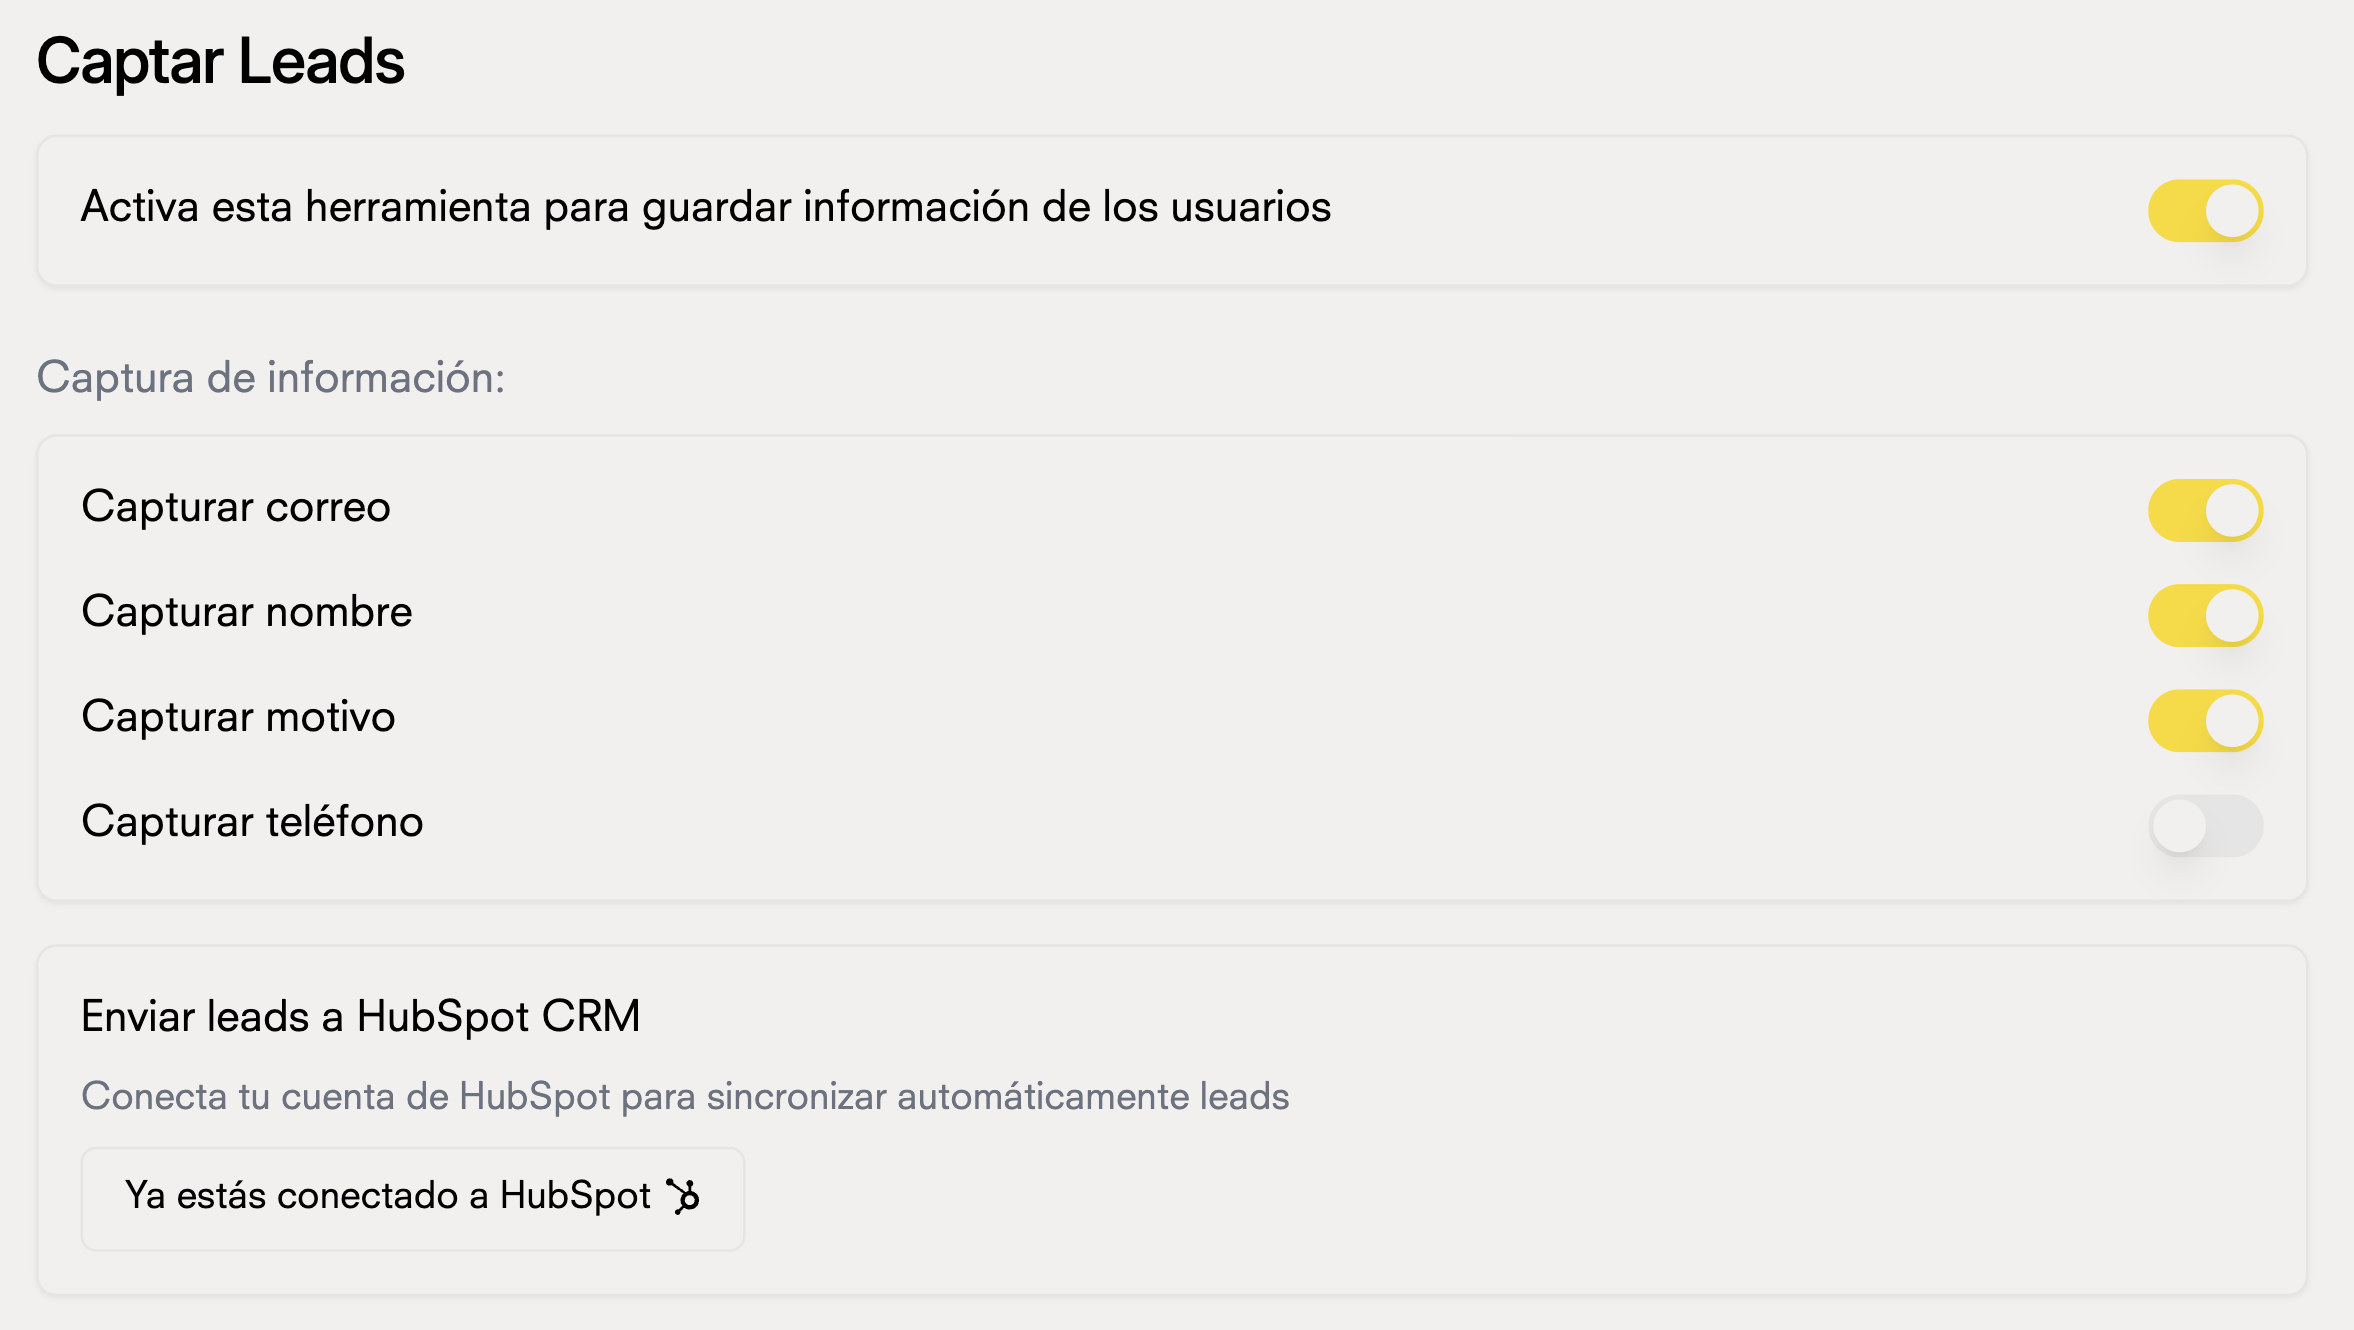 Captar Leads
Activa esta herramienta para guardar información de los usuarios
Captura de información:
Capturar correo
Capturar nombre
Capturar motivo
Capturar teléfono
Enviar leads a HubSpot CRM
Conecta tu cuenta de HubSpot para sincronizar automáticamente leads
Ya estás conectado a HubSpot